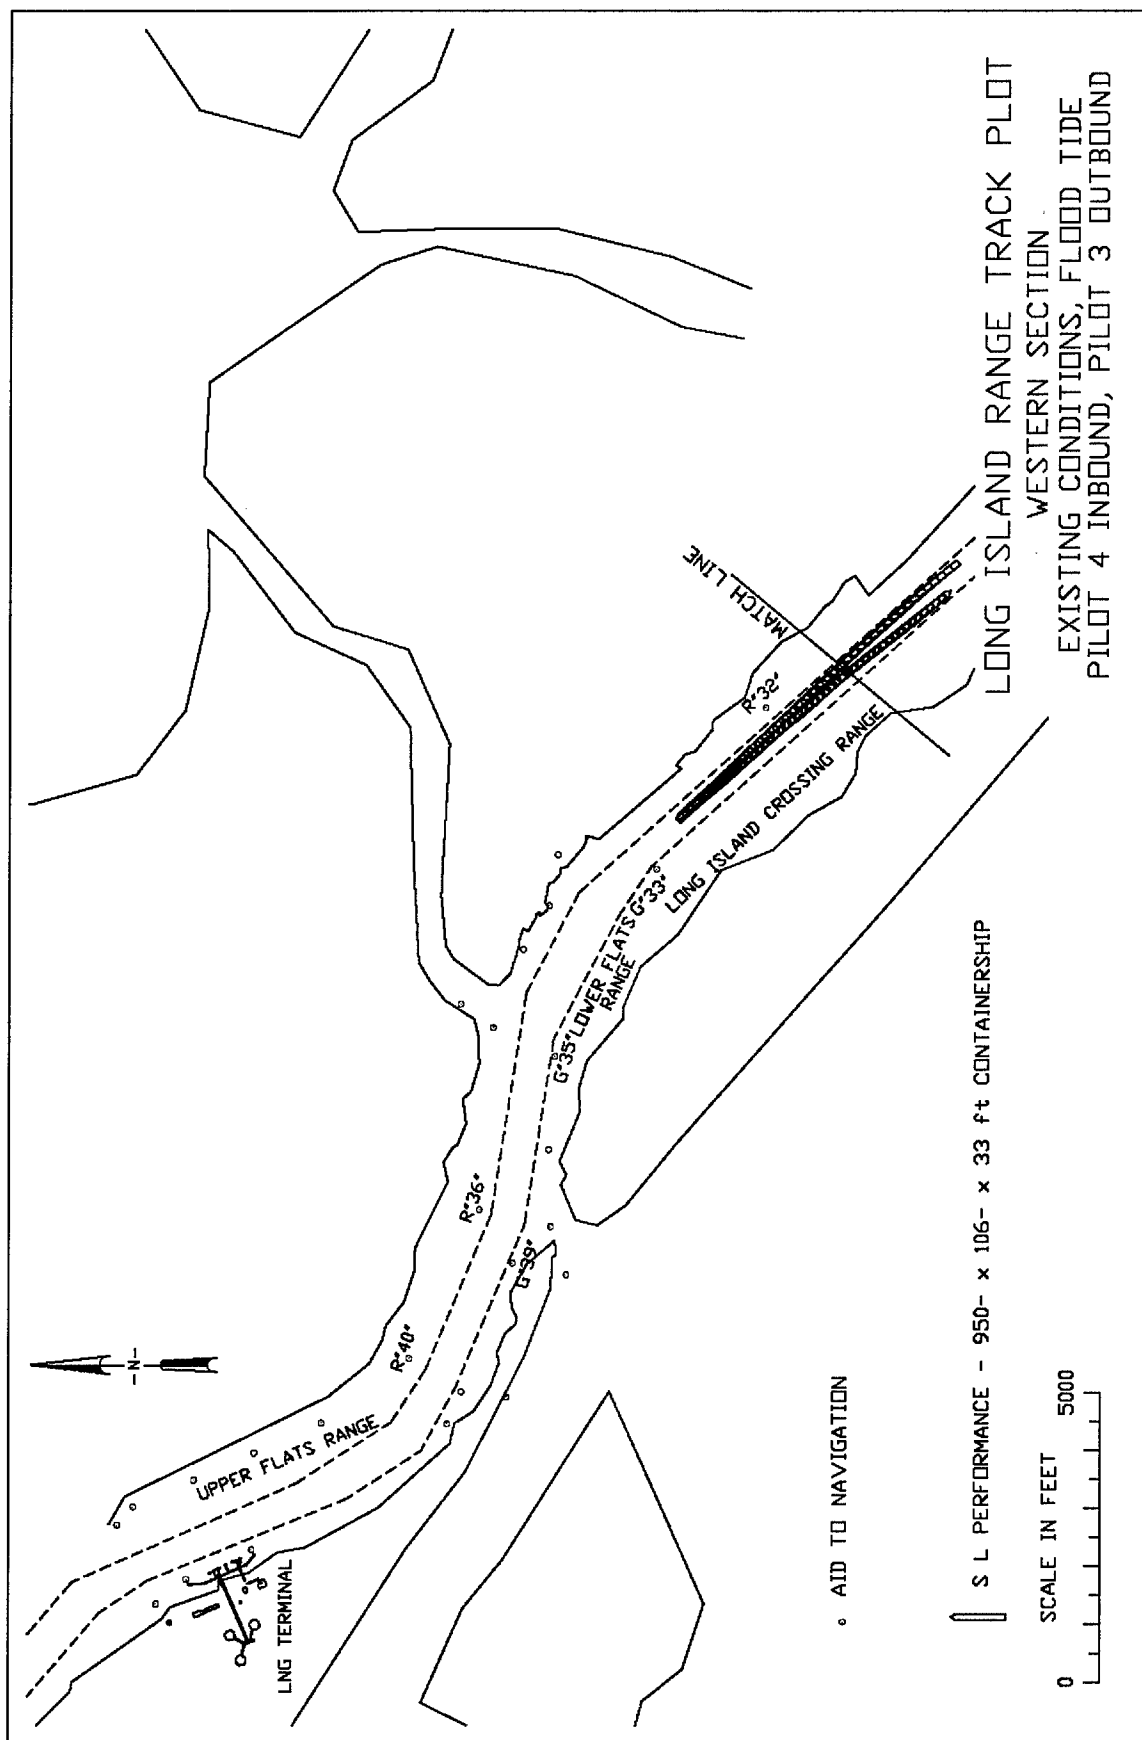 -N-
UPPER FLATS RANGE
LNG TERMINAL
R"40"
R"36"
G"39"
G"35"
LOWER FLATS
RANGE
G"33"
LONG ISLAND CROSSING RANGE
R"32"
MATCH LINE
AID TO NAVIGATION
S L PERFORMANCE - 950- x 106- x 33 ft CONTAINERSHIP
SCALE IN FEET
0 5000
LONG ISLAND RANGE TRACK PLOT
WESTERN SECTION
EXISTING CONDITIONS, FLOOD TIDE
PILOT 4 INBOUND, PILOT 3 OUTBOUND